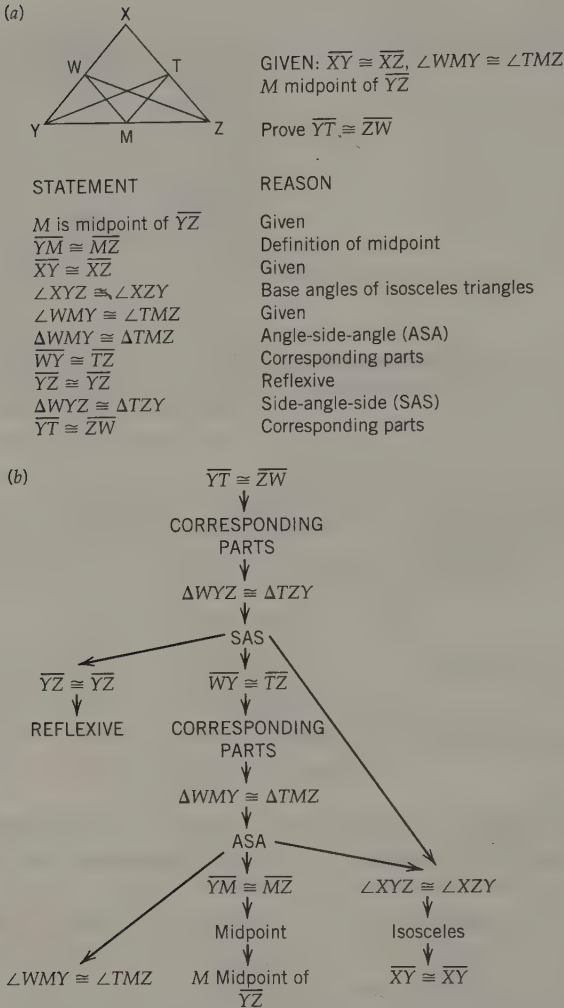 (a)
X
W T
Y M Z
GIVEN: XY ≅ XZ, ∠WMY ≅ ∠TMZ
M midpoint of YZ
Prove YT ≅ ZW
STATEMENT REASON
M is midpoint of YZ Given
YM ≅ MZ Definition of midpoint
XY ≅ XZ Given
∠XYZ ≅ ∠XZY Base angles of isosceles triangles
∠WMY ≅ ∠TMZ Given
ΔWMY ≅ ΔTMZ Angle-side-angle (ASA)
WY ≅ TZ Corresponding parts
YZ ≅ YZ Reflexive
ΔWYZ ≅ ΔTZY Side-angle-side (SAS)
YT ≅ ZW Corresponding parts
(b)
YT ≅ ZW
CORRESPONDING
PARTS
ΔWYZ ≅ ΔTZY
SAS
YZ ≅ YZ WY ≅ TZ
REFLEXIVE CORRESPONDING
PARTS
ΔWMY ≅ ΔTMZ
ASA
YM ≅ MZ ∠XYZ ≅ ∠XZY
Midpoint Isosceles
∠WMY ≅ ∠TMZ M Midpoint of XY ≅ XY
YZ